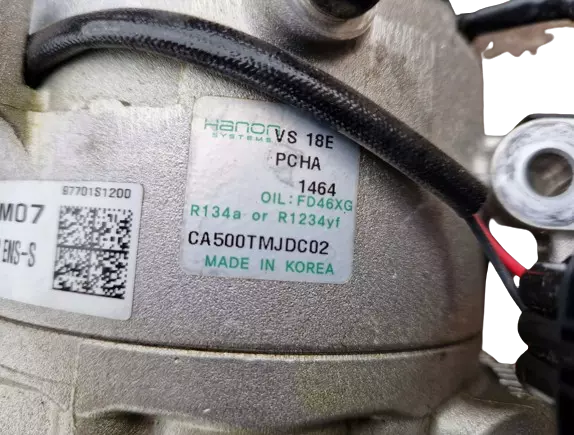 Hanon VS 18E
SYSTEMS
PCHA
1464
OIL: FD46XG
R134a or R1234yf
CA500TMJDC02
MADE IN KOREA
97701S1200
M07
EMS-S